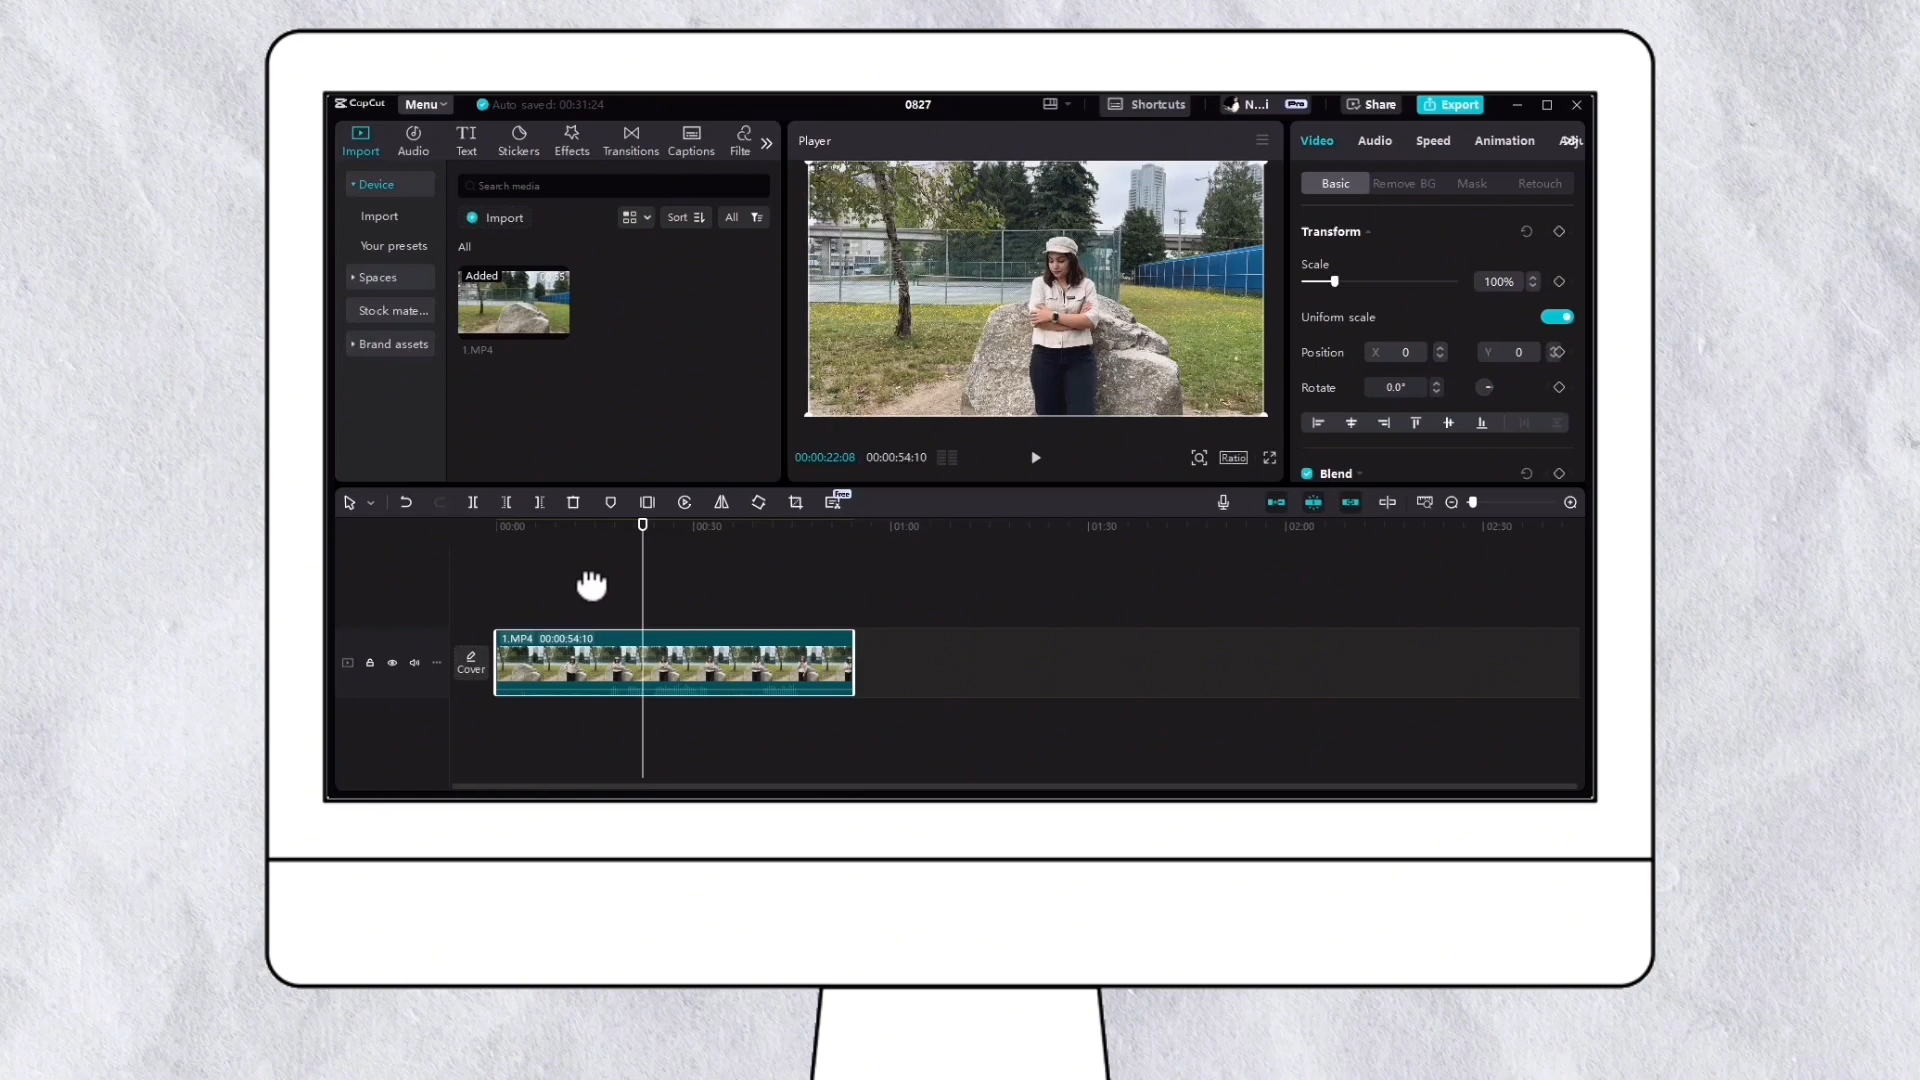 CapCut
Menu
Auto saved: 00:31:24
0827
Shortcuts
N...i
Pro
Share
Export
Import
Audio
Text
Stickers
Effects
Transitions
Captions
Filte
Player
Video
Audio
Speed
Animation
Device
Import
Your presets
Spaces
Stock mate...
Brand assets
Search media
Import
Sort
All
All
Added
1.MP4
Basic
Remove BG
Mask
Retouch
Transform
Scale
100%
Uniform scale
Position
X 0
Y 0
Rotate
0.0°
Blend
00:00:22:08 00:00:54:10
Ratio
Free
00:00
00:30
01:00
01:30
02:00
02:30
1.MP4 00:00:54:10
Cover